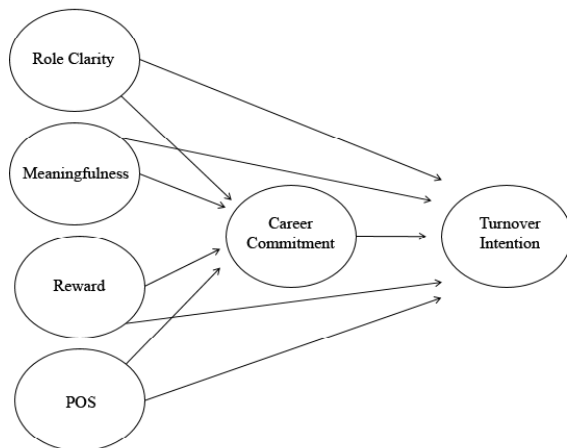 Role Clarity
Meaningfulness
Career
Commitment
Turnover
Intention
Reward
POS